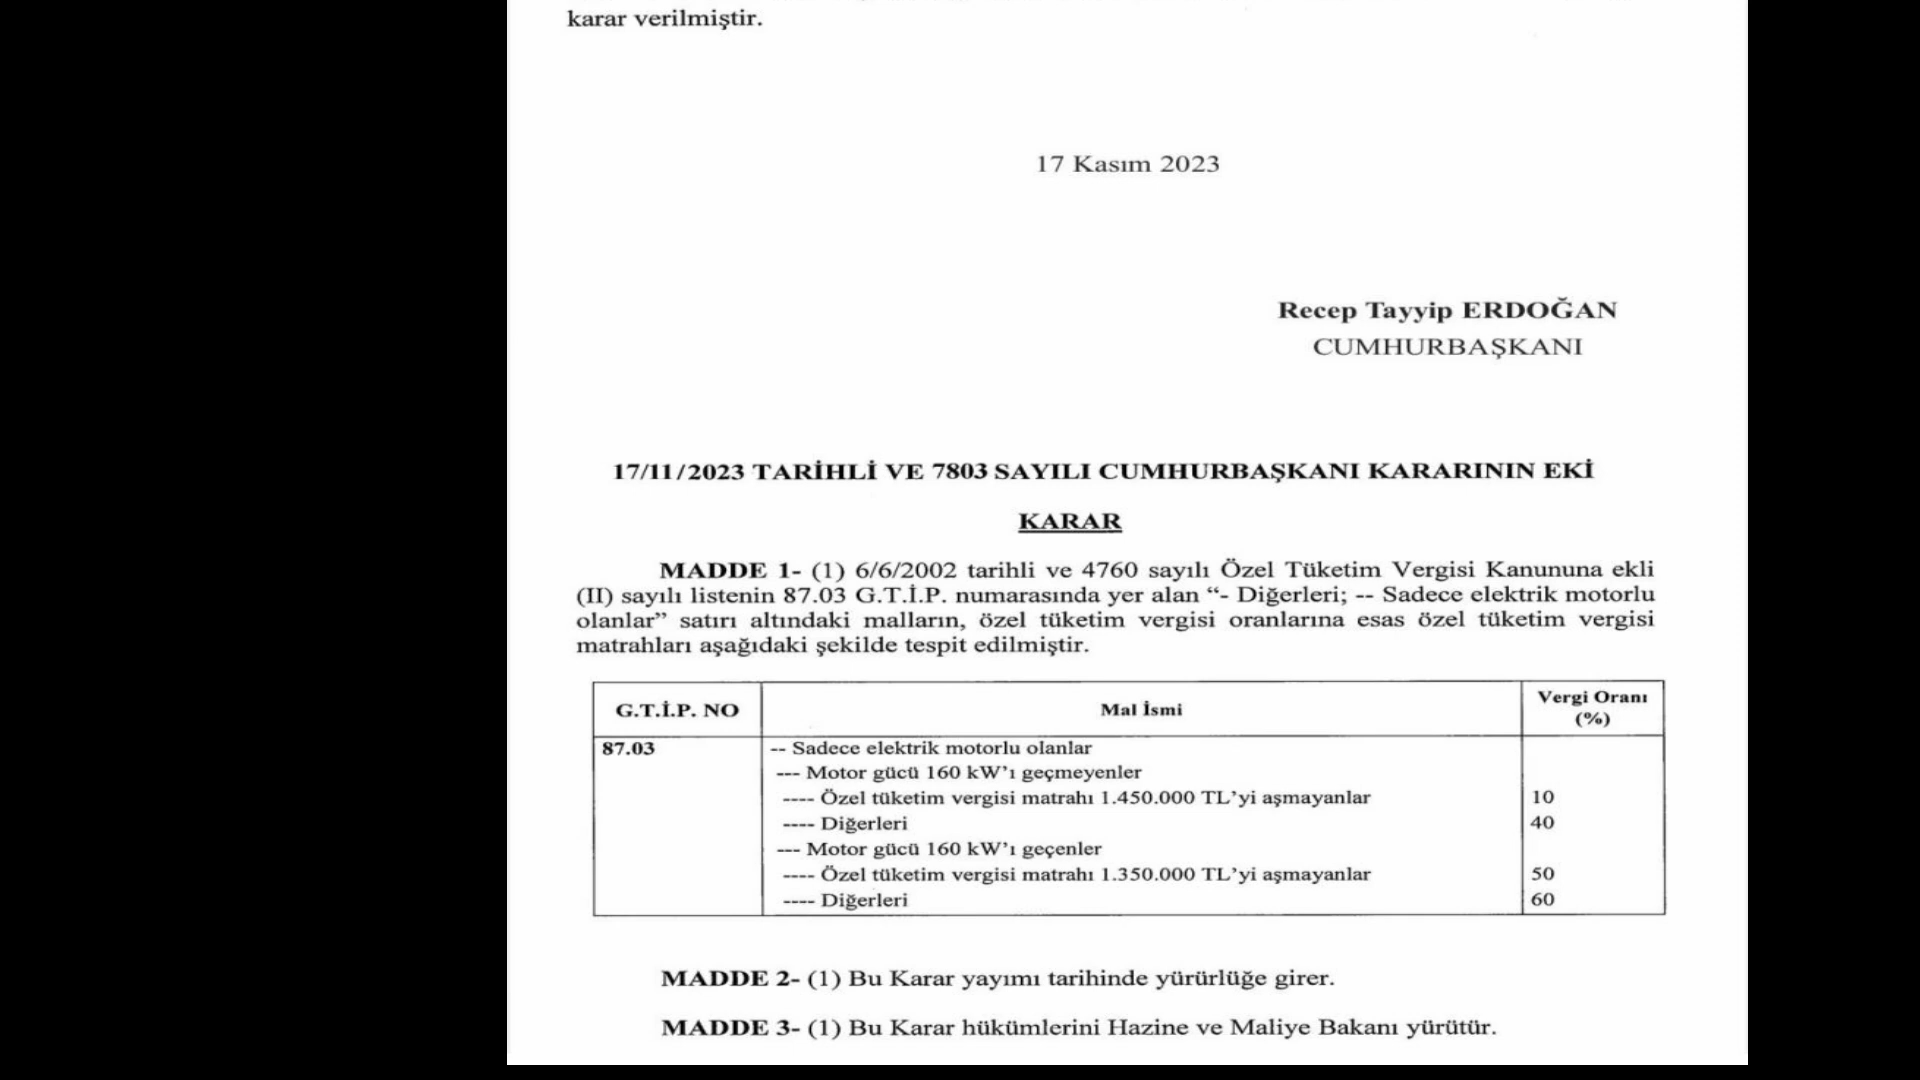 karar verilmiştir.
17 Kasım 2023
Recep Tayyip ERDOĞAN
CUMHURBAŞKANI
17/11/2023 TARİHLİ VE 7803 SAYILI CUMHURBAŞKANI KARARININ EKİ
KARAR
MADDE 1- (1) 6/6/2002 tarihli ve 4760 sayılı Özel Tüketim Vergisi Kanununa ekli
(II) sayılı listenin 87.03 G.T.İ.P. numarasında yer alan “- Diğerleri; -- Sadece elektrik motorlu
olanlar” satırı altındaki malların, özel tüketim vergisi oranlarına esas özel tüketim vergisi
matrahları aşağıdaki şekilde tespit edilmiştir.
G.T.İ.P. NO Mal İsmi Vergi Oranı (%)
87.03 -- Sadece elektrik motorlu olanlar
--- Motor gücü 160 kW’ı geçmeyenler
---- Özel tüketim vergisi matrahı 1.450.000 TL’yi aşmayanlar 10
---- Diğerleri 40
--- Motor gücü 160 kW’ı geçenler
---- Özel tüketim vergisi matrahı 1.350.000 TL’yi aşmayanlar 50
---- Diğerleri 60
MADDE 2- (1) Bu Karar yayımı tarihinde yürürlüğe girer.
MADDE 3- (1) Bu Karar hükümlerini Hazine ve Maliye Bakanı yürütür.